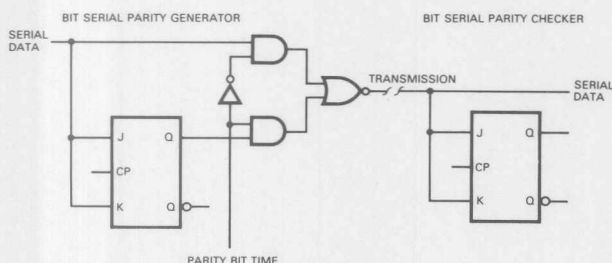 BIT SERIAL PARITY GENERATOR
BIT SERIAL PARITY CHECKER
SERIAL
DATA
TRANSMISSION
SERIAL
DATA
J
Q
CP
K
Q
J
Q
CP
K
Q
PARITY BIT TIME